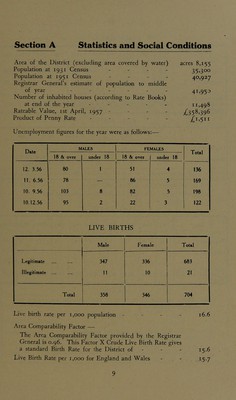 Section A Statistics and Social Conditions
Area of the District (excluding area covered by water) acres 8,155
Population at 1951 Census - - - - 35,300
Population at 1951 Census - - - - 40,927
Registrar General's estimate of population to middle
of year - - - - - 41,950
Number of inhabited houses (according to Rate Books)
at end of the year - - - - 11,498
Rateable Value, 1st April, 1957 - - - - £358,396
Product of Penny Rate £1,511
Unemployment figures for the year were as follows:—
Date MALES FEMALES Total
18 & over under 18 18 & over under 18
12. 3.56 80 1 51 4 136
11. 6.56 78 — 86 5 169
10. 9.56 103 8 82 5 198
10.12.56 95 2 22 3 122
LIVE BIRTHS
Male Female Total
Legitimate ... ... 347 336 683
Illegitimate ... ... 11 10 21
Total 358 346 704
Live birth rate per 1,000 population - - - 16.6
Area Comparability Factor —
The Area Comparability Factor provided by the Registrar
General is 0.96. This Factor X Crude Live Birth Rate gives
a standard Birth Rate for the District of - - - 15.6
Live Birth Rate per 1,000 for England and Wales - - .15.7
9